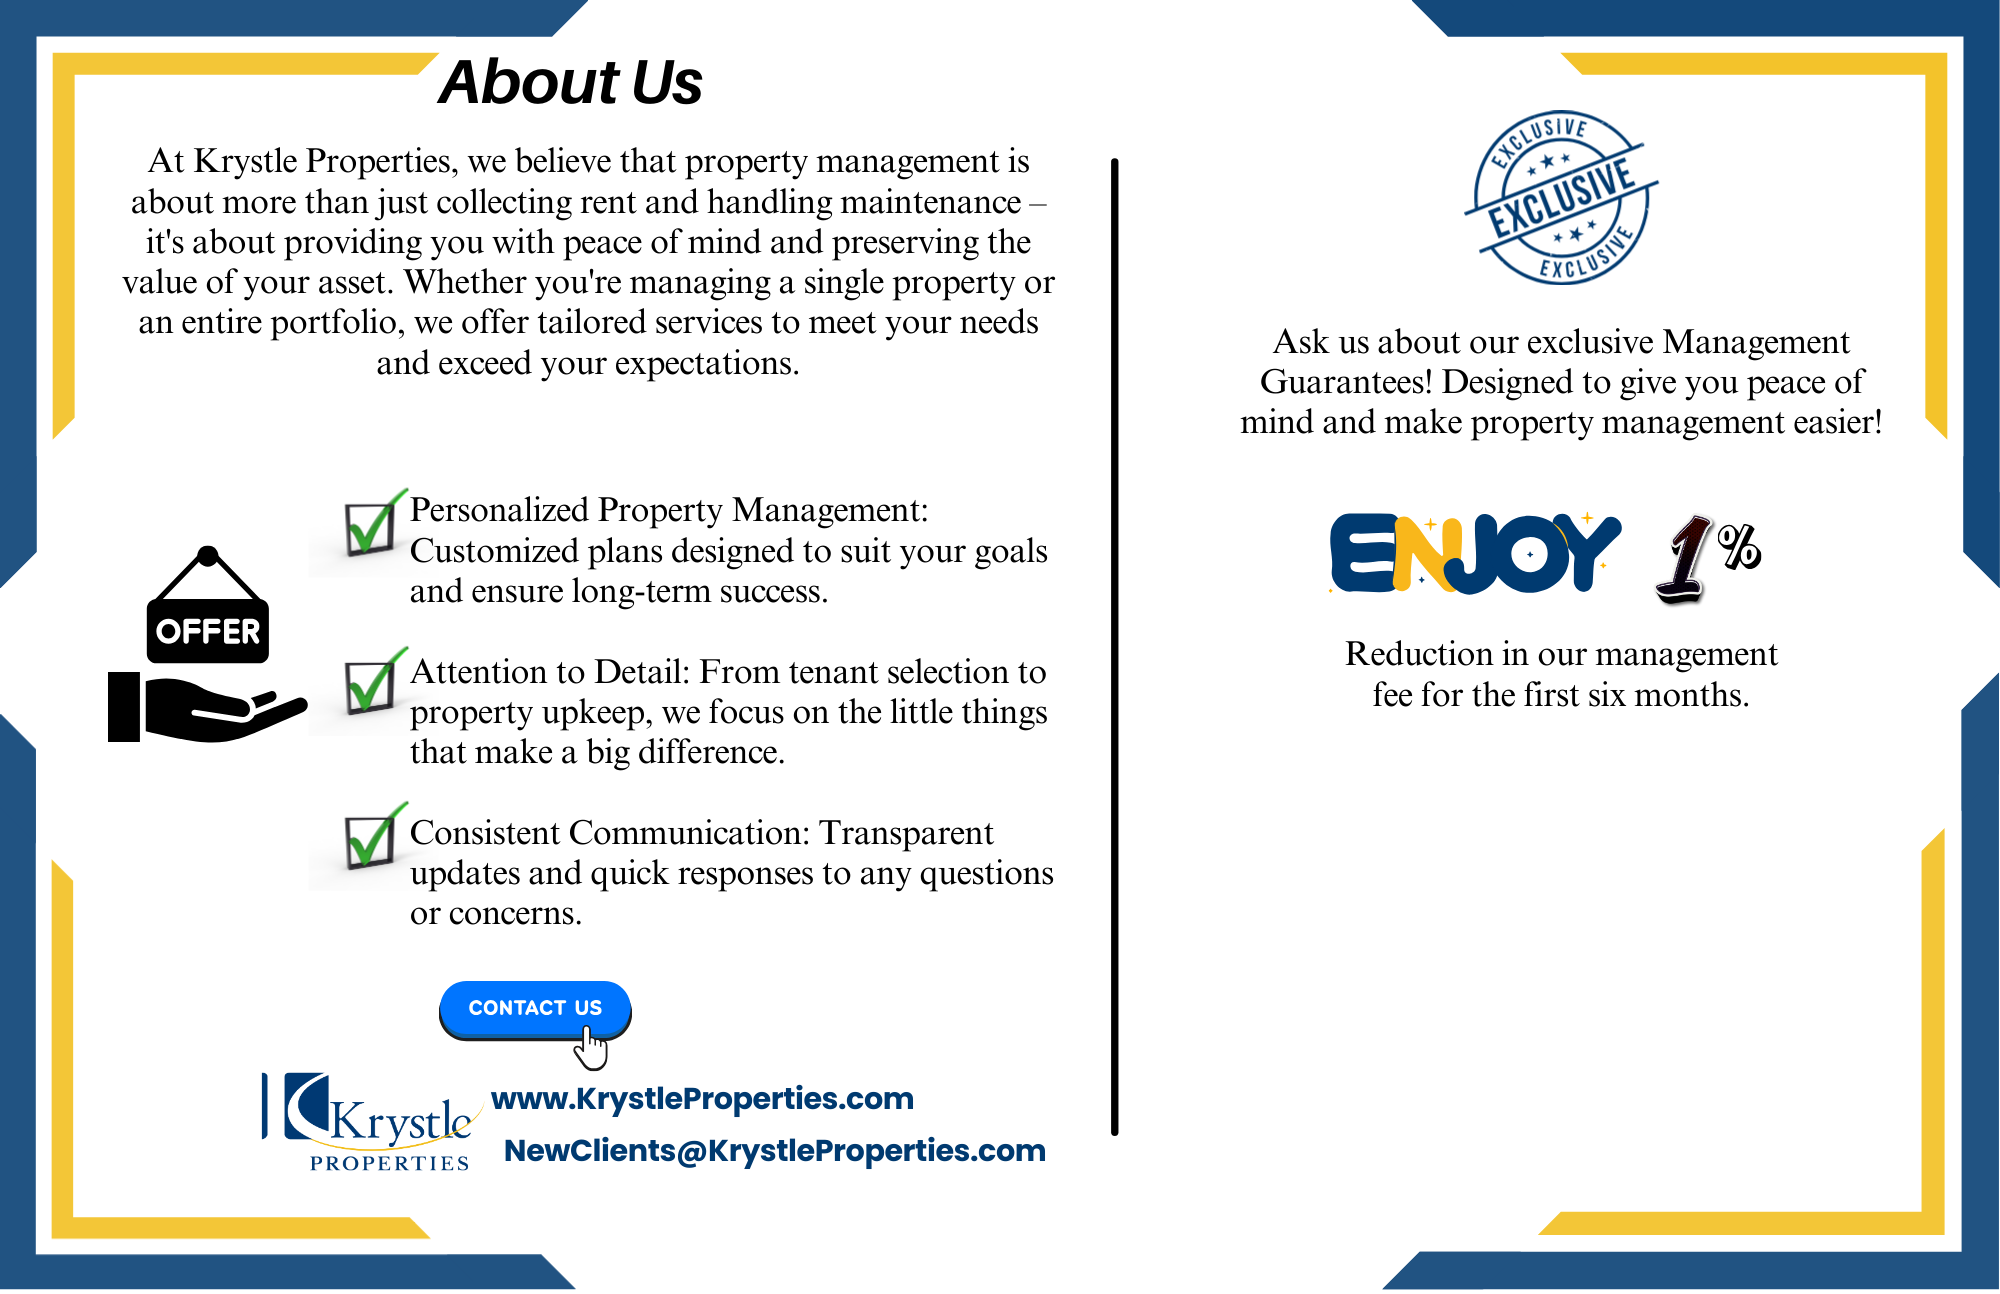 About Us
At Krystle Properties, we believe that property management is
about more than just collecting rent and handling maintenance –
it's about providing you with peace of mind and preserving the
value of your asset. Whether you're managing a single property or
an entire portfolio, we offer tailored services to meet your needs
and exceed your expectations.
OFFER
Personalized Property Management:
Customized plans designed to suit your goals
and ensure long-term success.
Attention to Detail: From tenant selection to
property upkeep, we focus on the little things
that make a big difference.
Consistent Communication: Transparent
updates and quick responses to any questions
or concerns.
CONTACT US
Krystle
PROPERTIES
www.KrystleProperties.com
NewClients@KrystleProperties.com
EXCLUSIVE
EXCLUSIVE
EXCLUSIVE
Ask us about our exclusive Management
Guarantees! Designed to give you peace of
mind and make property management easier!
ENJOY 1%
Reduction in our management
fee for the first six months.